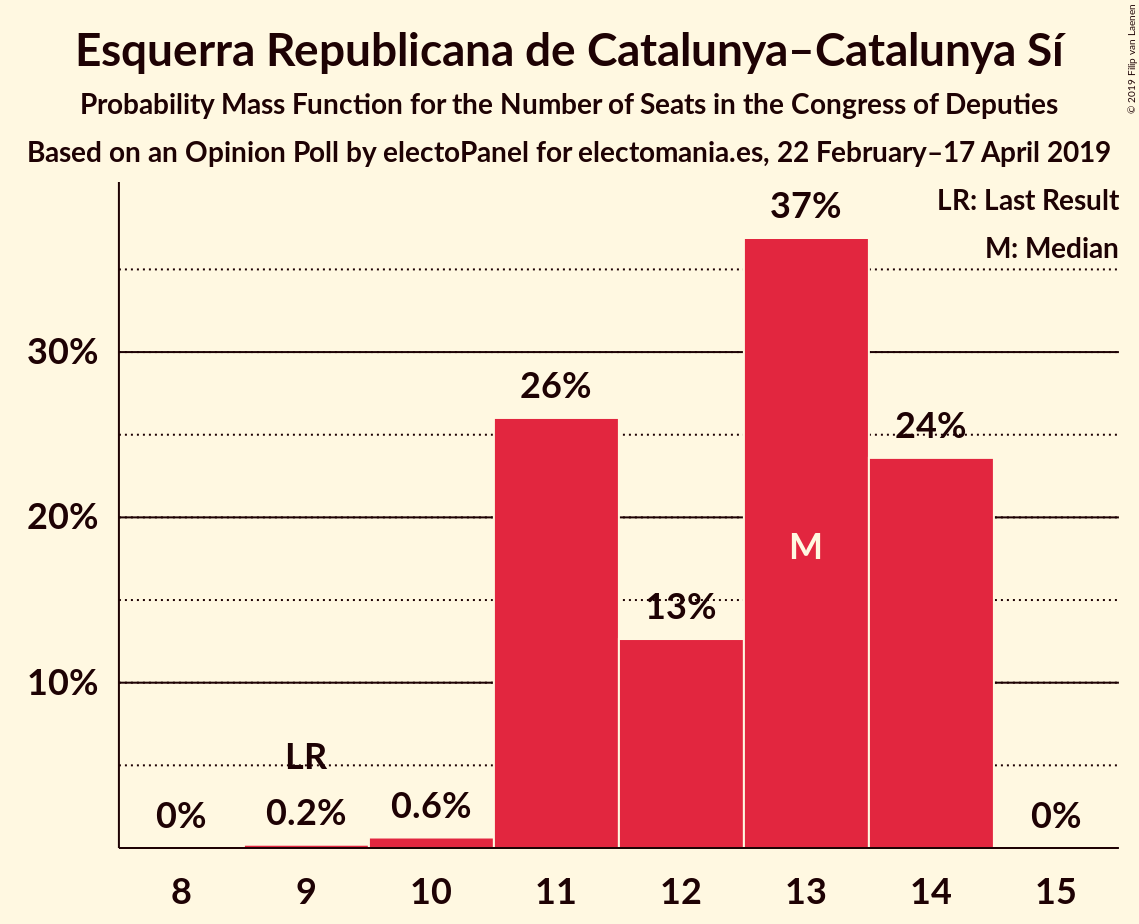 Esquerra Republicana de Catalunya–Catalunya Sí
Probability Mass Function for the Number of Seats in the Congress of Deputies
Based on an Opinion Poll by electoPanel for electomania.es, 22 February–17 April 2019
© 2019 Filip van Laenen
LR: Last Result
M: Median
37%
30%
26%
24%
20%
M
13%
10%
LR
0% 0.2% 0.6% 0%
8 9 10 11 12 13 14 15